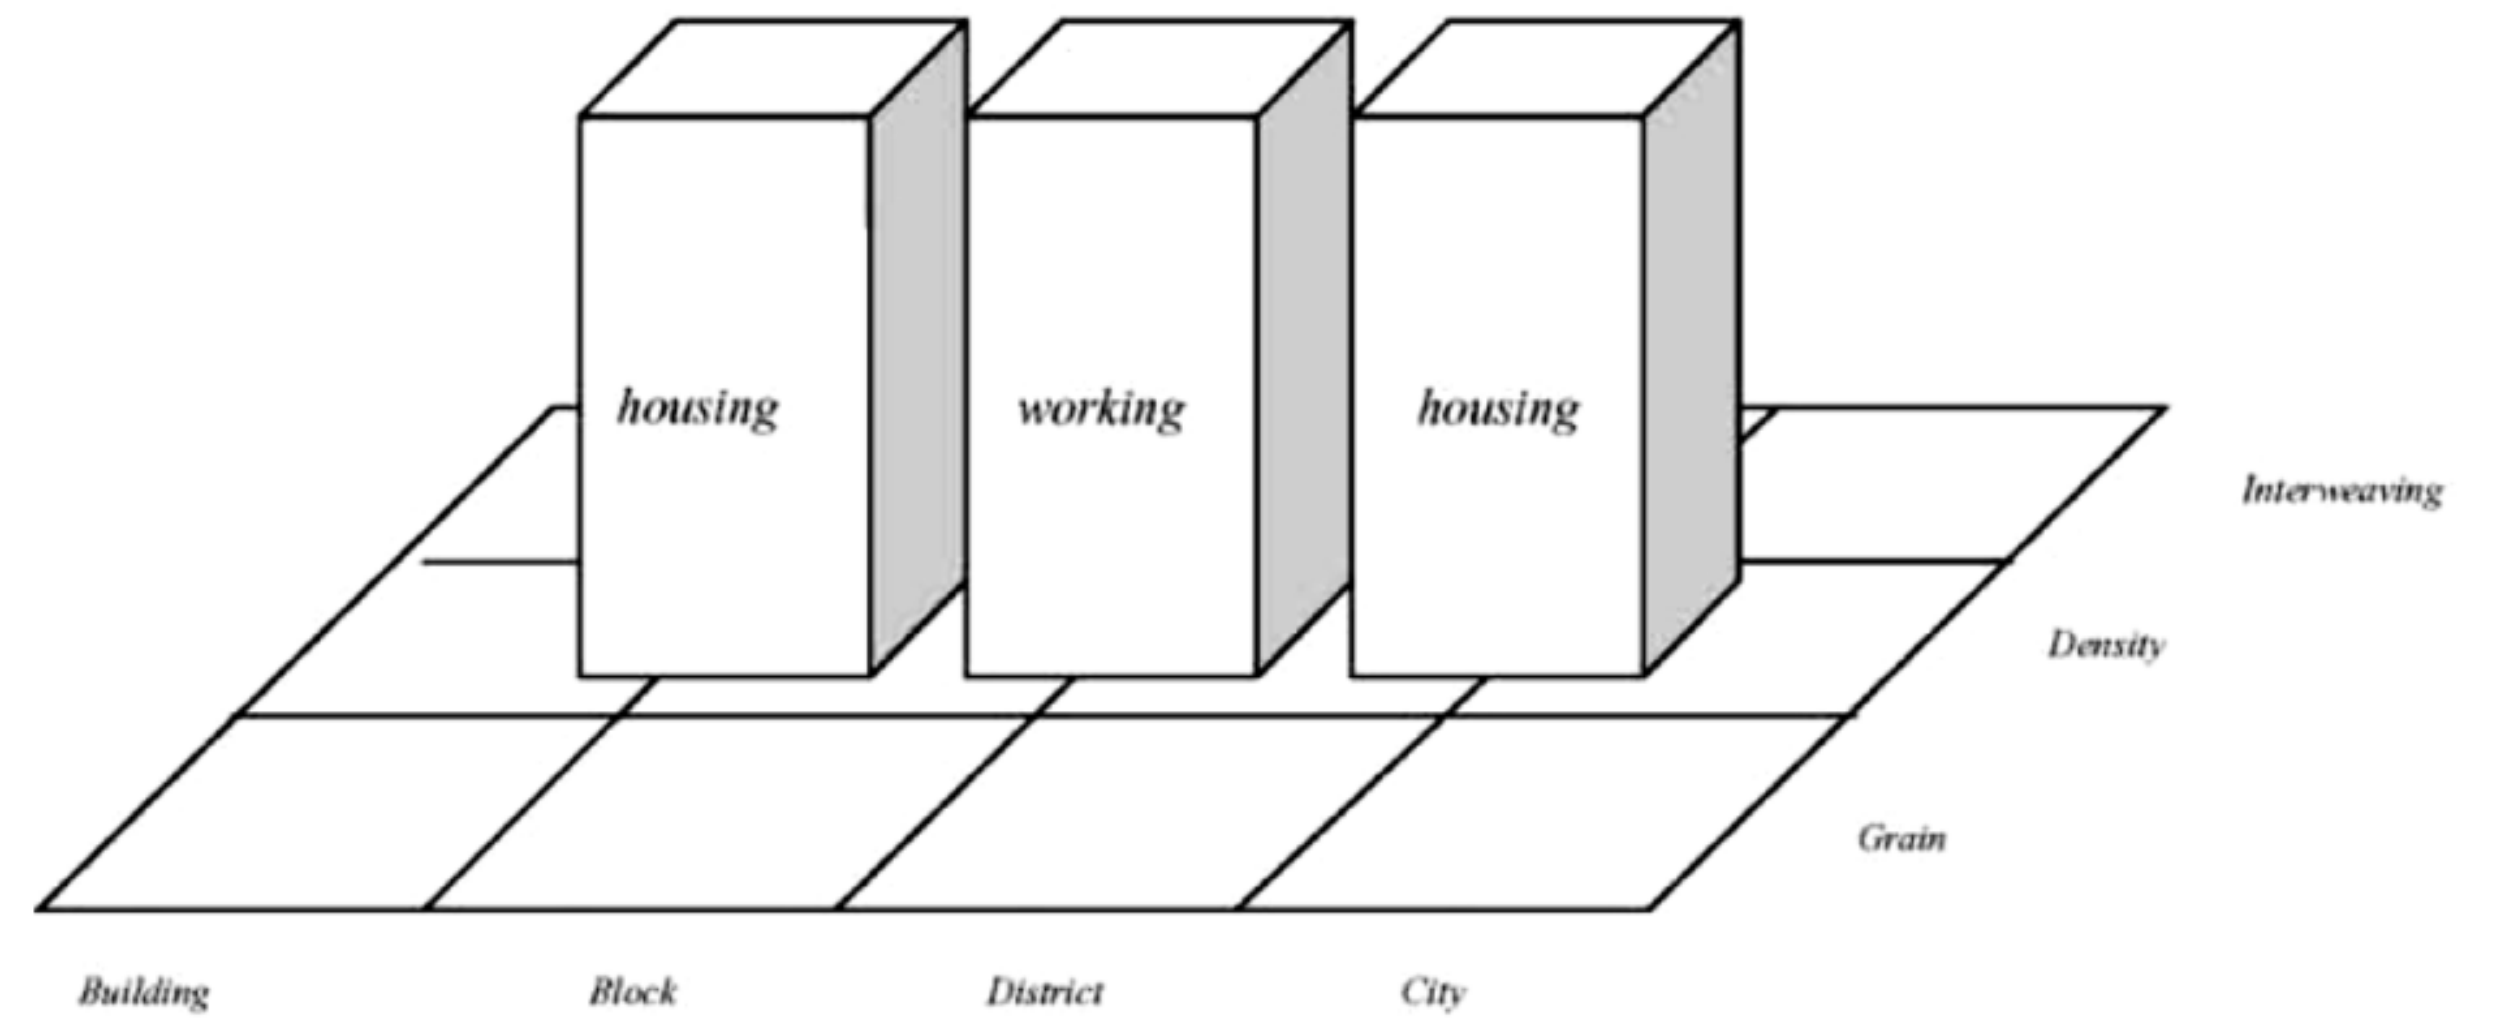 housing
working
housing
Interweaving
Density
Grain
Building
Block
District
City